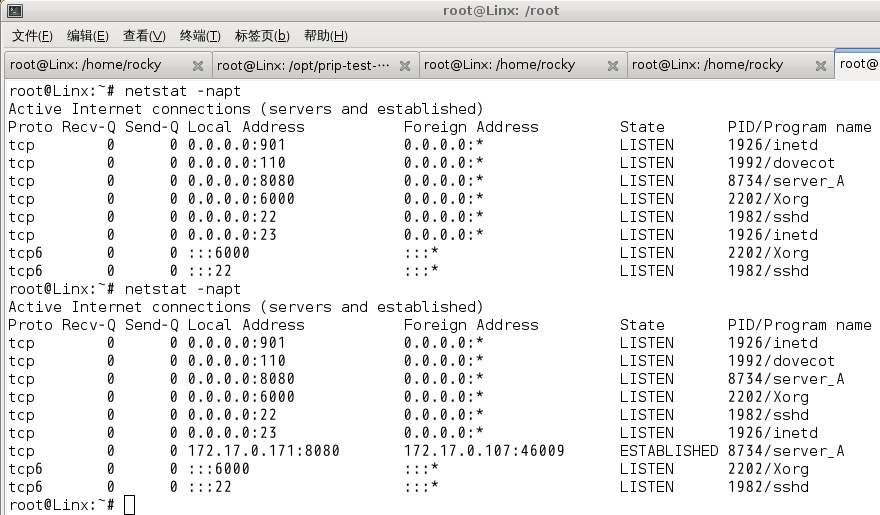 root@Linx: /root
文件(F) 编辑(E) 查看(V) 终端(T) 标签页(b) 帮助(H)
root@Linx: /home/rocky root@Linx: /opt/prip-test-··· root@Linx: /home/rocky root@Linx: /home/rocky root@
root@Linx:~# netstat -napt
Active Internet connections (servers and established)
Proto Recv-Q Send-Q Local Address           Foreign Address         State       PID/Program name
tcp        0      0 0.0.0.0:901             0.0.0.0:*               LISTEN      1926/inetd
tcp        0      0 0.0.0.0:110             0.0.0.0:*               LISTEN      1992/dovecot
tcp        0      0 0.0.0.0:8080            0.0.0.0:*               LISTEN      8734/server_A
tcp        0      0 0.0.0.0:6000            0.0.0.0:*               LISTEN      2202/Xorg
tcp        0      0 0.0.0.0:22              0.0.0.0:*               LISTEN      1982/sshd
tcp        0      0 0.0.0.0:23              0.0.0.0:*               LISTEN      1926/inetd
tcp6       0      0 :::6000                 :::*                    LISTEN      2202/Xorg
tcp6       0      0 :::22                   :::*                    LISTEN      1982/sshd
root@Linx:~# netstat -napt
Active Internet connections (servers and established)
Proto Recv-Q Send-Q Local Address           Foreign Address         State       PID/Program name
tcp        0      0 0.0.0.0:901             0.0.0.0:*               LISTEN      1926/inetd
tcp        0      0 0.0.0.0:110             0.0.0.0:*               LISTEN      1992/dovecot
tcp        0      0 0.0.0.0:8080            0.0.0.0:*               LISTEN      8734/server_A
tcp        0      0 0.0.0.0:6000            0.0.0.0:*               LISTEN      2202/Xorg
tcp        0      0 0.0.0.0:22              0.0.0.0:*               LISTEN      1982/sshd
tcp        0      0 0.0.0.0:23              0.0.0.0:*               LISTEN      1926/inetd
tcp        0      0 172.17.0.171:8080       172.17.0.107:46009      ESTABLISHED 8734/server_A
tcp6       0      0 :::6000                 :::*                    LISTEN      2202/Xorg
tcp6       0      0 :::22                   :::*                    LISTEN      1982/sshd
root@Linx:~#